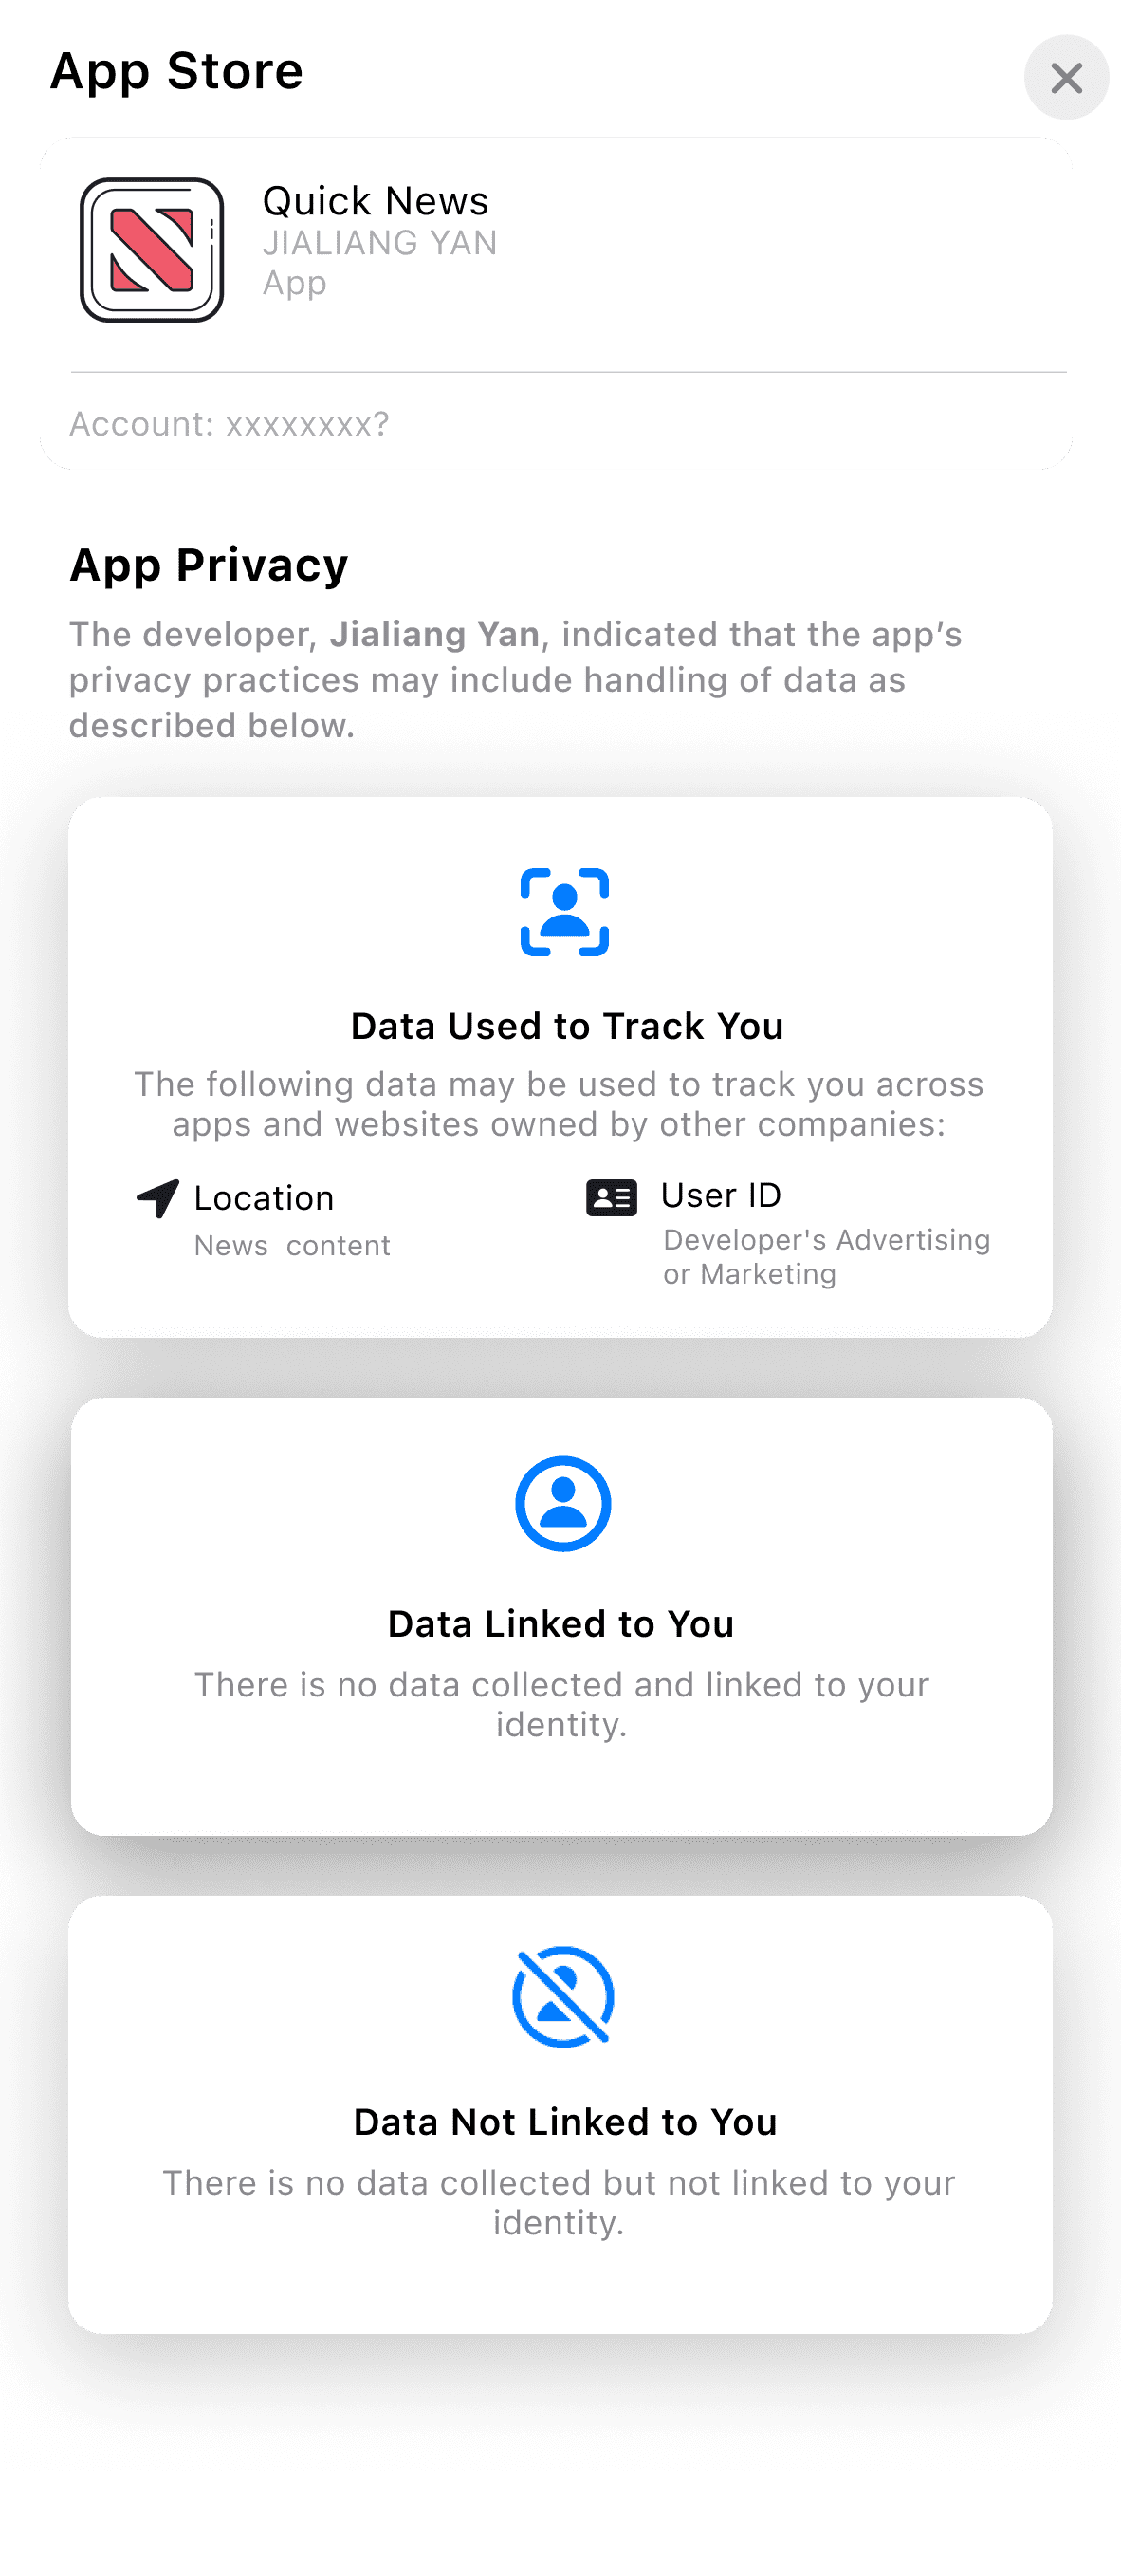 App Store
Quick News
JIALIANG YAN
App
Account: xxxxxxxx?
App Privacy
The developer, Jialiang Yan, indicated that the app’s
privacy practices may include handling of data as
described below.
Data Used to Track You
The following data may be used to track you across
apps and websites owned by other companies:
Location
News  content
User ID
Developer's Advertising
or Marketing
Data Linked to You
There is no data collected and linked to your
identity.
Data Not Linked to You
There is no data collected but not linked to your
identity.